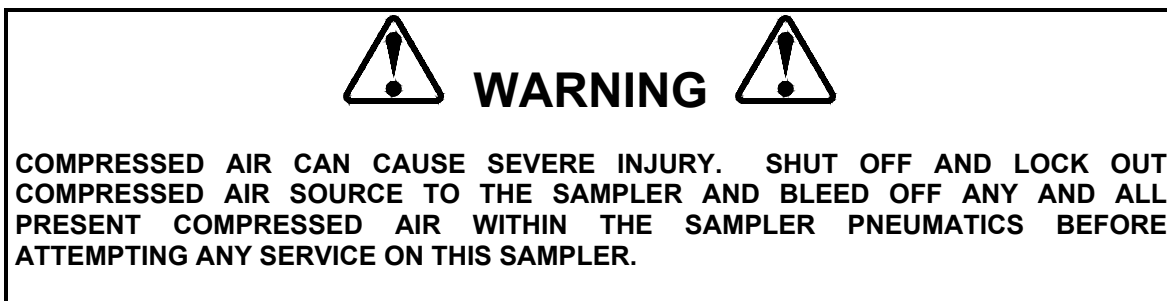 WARNING
COMPRESSED AIR CAN CAUSE SEVERE INJURY. SHUT OFF AND LOCK OUT
COMPRESSED AIR SOURCE TO THE SAMPLER AND BLEED OFF ANY AND ALL
PRESENT COMPRESSED AIR WITHIN THE SAMPLER PNEUMATICS BEFORE
ATTEMPTING ANY SERVICE ON THIS SAMPLER.